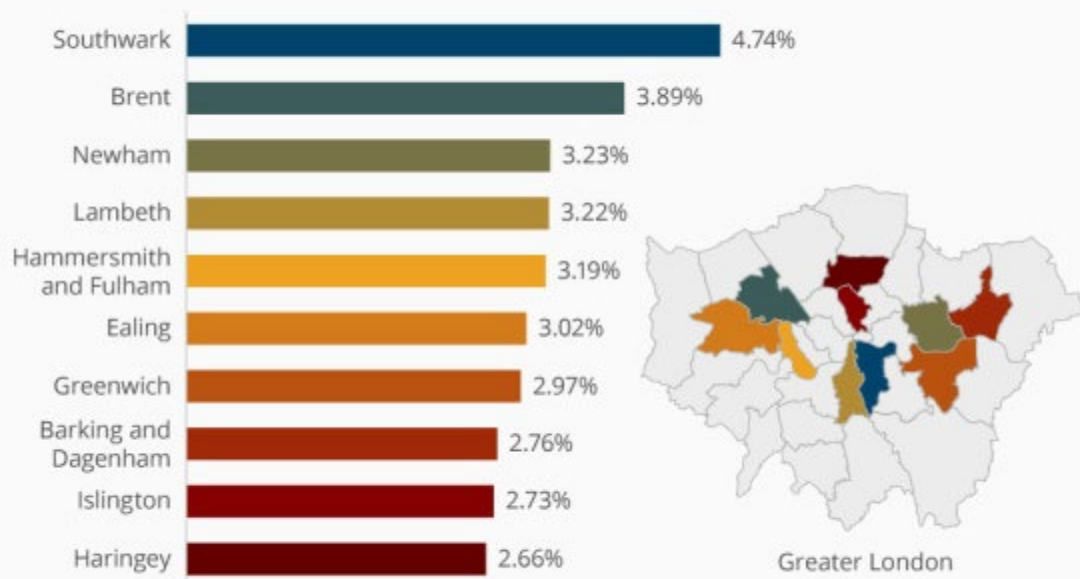 Southwark
4.74%
Brent
3.89%
Newham
3.23%
Lambeth
3.22%
Hammersmith
and Fulham
3.19%
Ealing
3.02%
Greenwich
2.97%
Barking and
Dagenham
2.76%
Islington
2.73%
Haringey
2.66%
Greater London